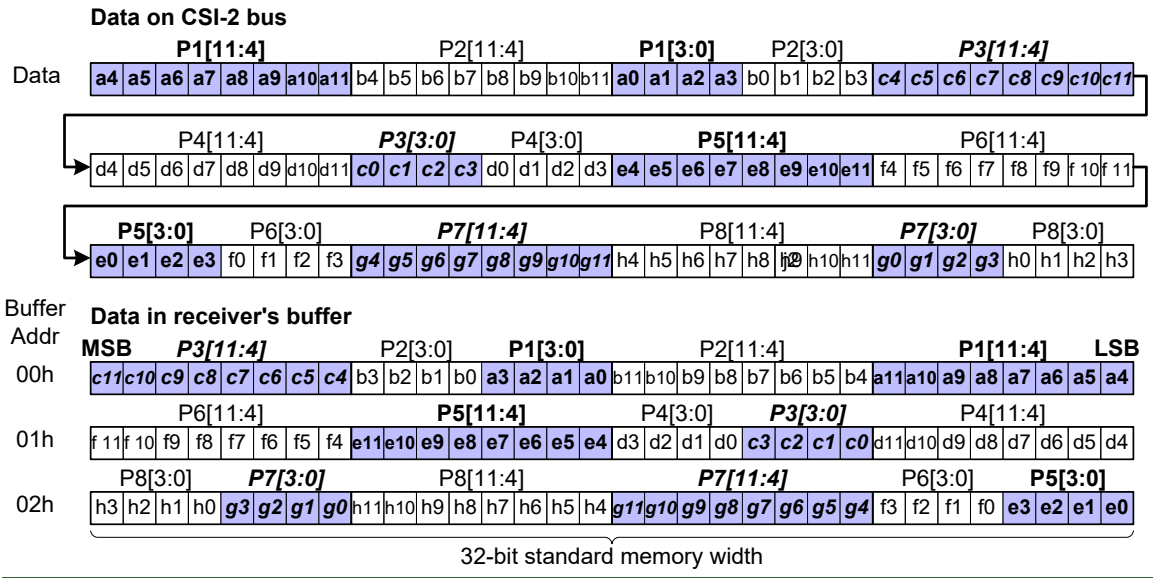 Data on CSI-2 bus
P1[11:4] P2[11:4] P1[3:0] P2[3:0] P3[11:4]
Data a4 a5 a6 a7 a8 a9 a10 a11 b4 b5 b6 b7 b8 b9 b10 b11 a0 a1 a2 a3 b0 b1 b2 b3 c4 c5 c6 c7 c8 c9 c10 c11
P4[11:4] P3[3:0] P4[3:0] P5[11:4] P6[11:4]
d4 d5 d6 d7 d8 d9 d10 d11 c0 c1 c2 c3 d0 d1 d2 d3 e4 e5 e6 e7 e8 e9 e10 e11 f4 f5 f6 f7 f8 f9 f 10 f 11
P5[3:0] P6[3:0] P7[11:4] P8[11:4] P7[3:0] P8[3:0]
e0 e1 e2 e3 f0 f1 f2 f3 g4 g5 g6 g7 g8 g9 g10 g11 h4 h5 h6 h7 h8 h10 h11 g0 g1 g2 g3 h0 h1 h2 h3
Buffer Addr
Data in receiver's buffer
MSB P3[11:4] P2[3:0] P1[3:0] P2[11:4] P1[11:4] LSB
00h c11 c10 c9 c8 c7 c6 c5 c4 b3 b2 b1 b0 a3 a2 a1 a0 b11 b10 b9 b8 b7 b6 b5 b4 a11 a10 a9 a8 a7 a6 a5 a4
P6[11:4] P5[11:4] P4[3:0] P3[3:0] P4[11:4]
01h f 11 f 10 f9 f8 f7 f6 f5 f4 e11 e10 e9 e8 e7 e6 e5 e4 d3 d2 d1 d0 c3 c2 c1 c0 d11 d10 d9 d8 d7 d6 d5 d4
P8[3:0] P7[3:0] P8[11:4] P7[11:4] P6[3:0] P5[3:0]
02h h3 h2 h1 h0 g3 g2 g1 g0 h11 h10 h9 h8 h7 h6 h5 h4 g11 g10 g9 g8 g7 g6 g5 g4 f3 f2 f1 f0 e3 e2 e1 e0
32-bit standard memory width